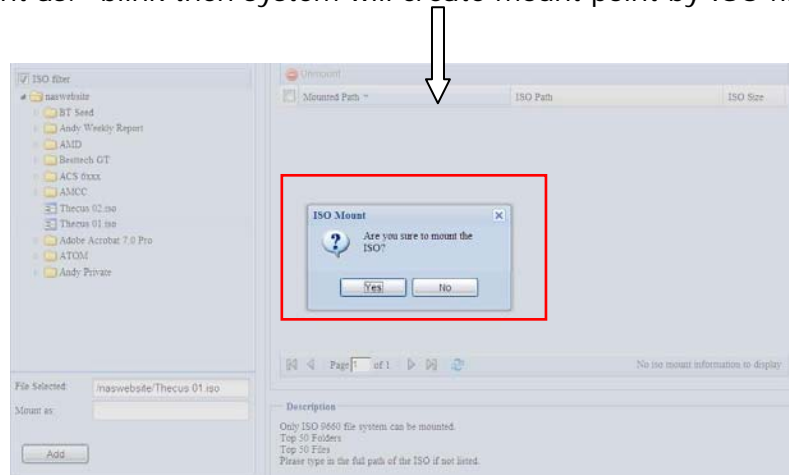 blink then system will create mount point by ISO
ISO filter
Unmount
Mounted Path
ISO Path
ISO Size
naswebsite
BT Seed
Andy Weekly Report
AMD
Besttech GT
ACS 6xxx
AMCC
Thecus 02.iso
Thecus 01.iso
Adobe Acrobat 7.0 Pro
ATOM
Andy Private
ISO Mount
Are you sure to mount the
ISO?
Yes
No
Page 1 of 1
No iso mount information to display
File Selected:
/naswebsite/Thecus 01.iso
Mount as:
Add
Description
Only ISO 9660 file system can be mounted.
Top 50 Folders
Top 50 Files
Please type in the full path of the ISO if not listed.